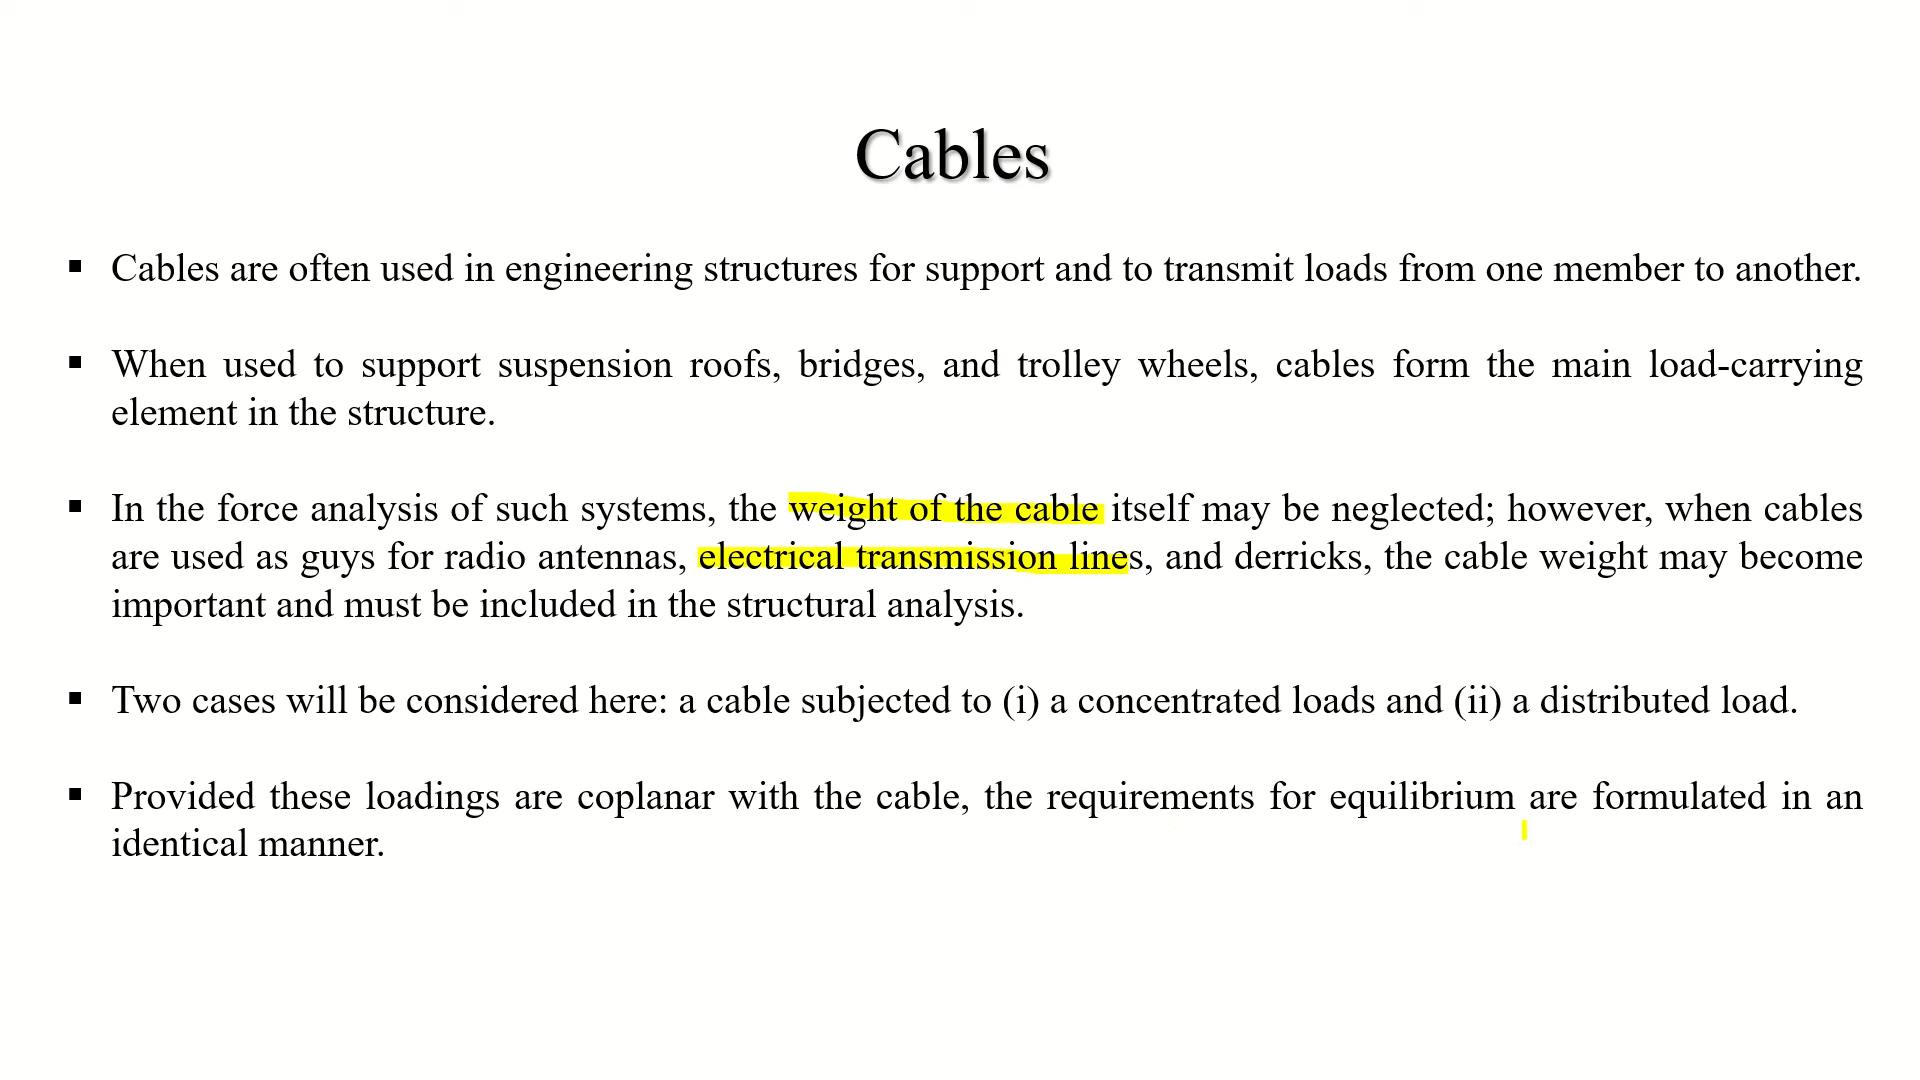 Cables
▪ Cables are often used in engineering structures for support and to transmit loads from one member to another.
▪ When used to support suspension roofs, bridges, and trolley wheels, cables form the main load-carrying
element in the structure.
▪ In the force analysis of such systems, the weight of the cable itself may be neglected; however, when cables
are used as guys for radio antennas, electrical transmission lines, and derricks, the cable weight may become
important and must be included in the structural analysis.
▪ Two cases will be considered here: a cable subjected to (i) a concentrated loads and (ii) a distributed load.
▪ Provided these loadings are coplanar with the cable, the requirements for equilibrium are formulated in an
identical manner.